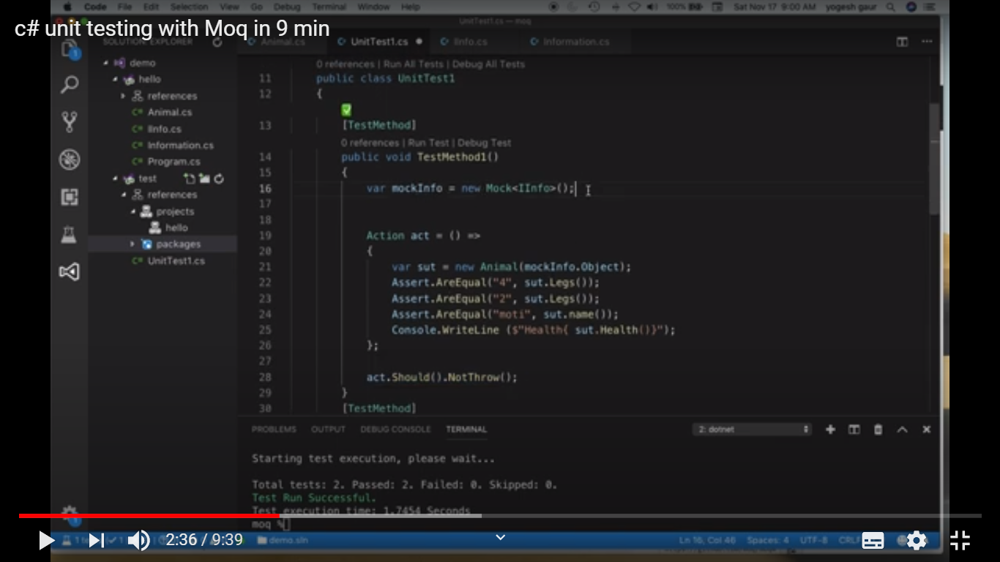 Code File Edit Selection View Go Debug Terminal Window Help 100% Sat Nov 17 9:00 AM yogesh gaur
UnitTest1.cs — moq
c# unit testing with Moq in 9 min
SOLUTION EXPLORER
Animal.cs UnitTest1.cs IInfo.cs Information.cs
demo
hello
references
Animal.cs
IInfo.cs
Information.cs
Program.cs
test
references
projects
hello
packages
UnitTest1.cs
0 references | Run All Tests | Debug All Tests
11 public class UnitTest1
12 {
13 [TestMethod]
0 references | Run Test | Debug Test
14 public void TestMethod1()
15 {
16 var mockInfo = new Mock<IInfo>();
17
18
19 Action act = () =>
20 {
21 var sut = new Animal(mockInfo.Object);
22 Assert.AreEqual("4", sut.Legs());
23 Assert.AreEqual("2", sut.Legs());
24 Assert.AreEqual("moti", sut.name());
25 Console.WriteLine ($"Health{ sut.Health()}");
26 };
27
28 act.Should().NotThrow();
29 }
30 [TestMethod]
PROBLEMS OUTPUT DEBUG CONSOLE TERMINAL 2: dotnet
Starting test execution, please wait...
Total tests: 2. Passed: 2. Failed: 0. Skipped: 0.
Test Run Successful.
Test execution time: 1.7454 Seconds
moq %
2:36 / 9:39
demo.sln Ln 16, Col 46 Spaces: 4 UTF-8 CRLF